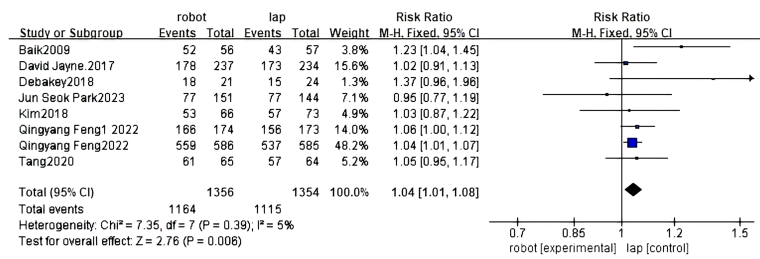 robot lap Risk Ratio Risk Ratio
Study or Subgroup Events Total Events Total Weight M-H, Fixed, 95% CI M-H, Fixed, 95% CI
Baik2009 52 56 43 57 3.8% 1.23 [1.04, 1.45]
David Jayne.2017 178 237 173 234 15.6% 1.02 [0.91, 1.13]
Debakey2018 18 21 15 24 1.3% 1.37 [0.96, 1.96]
Jun Seok Park2023 77 151 77 144 7.1% 0.95 [0.77, 1.19]
Kim2018 53 66 57 73 4.9% 1.03 [0.87, 1.22]
Qingyang Feng1 2022 166 174 156 173 14.0% 1.06 [1.00, 1.12]
Qingyang Feng2022 559 586 537 585 48.2% 1.04 [1.01, 1.07]
Tang2020 61 65 57 64 5.2% 1.05 [0.95, 1.17]
Total (95% CI) 1356 1354 100.0% 1.04 [1.01, 1.08]
Total events 1164 1115
Heterogeneity: Chi² = 7.35, df = 7 (P = 0.39); I² = 5%
Test for overall effect: Z = 2.76 (P = 0.006)
0.7 0.85 1 1.2 1.5
robot [experimental] lap [control]